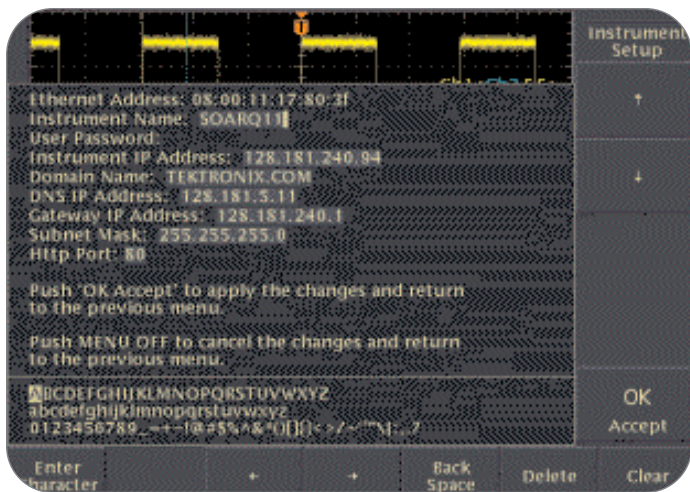 T
Instrument
Setup
Ethernet Address: 08:00:11:17:80:3f
Instrument Name: SOARQ11
User Password:
Instrument IP Address: 128.181.240.94
Domain Name: TEKTRONIX.COM
DNS IP Address: 128.181.5.11
Gateway IP Address: 128.181.240.1
Subnet Mask: 255.255.255.0
Http Port: 80
Push 'OK Accept' to apply the changes and return
to the previous menu.
Push MENU OFF to cancel the changes and return
to the previous menu.
ABCDEFGHIJKLMNOPQRSTUVWXYZ
abcdefghijklmnopqrstuvwxyz
0123456789_=+-!@#$%^&*()[]{}<>/~'"\|:,.?
OK
Accept
Enter
Character
←
→
Back
Space
Delete
Clear
↑
↓